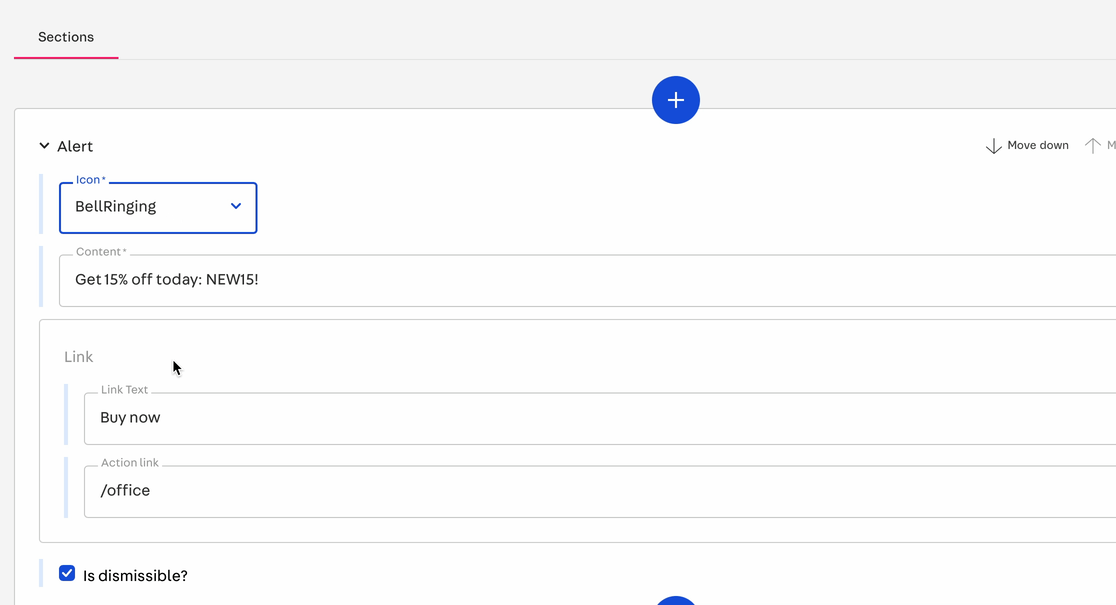 Sections
Alert
Move down
M
Icon*
BellRinging
Content*
Get 15% off today: NEW15!
Link
Link Text
Buy now
Action link
/office
Is dismissible?